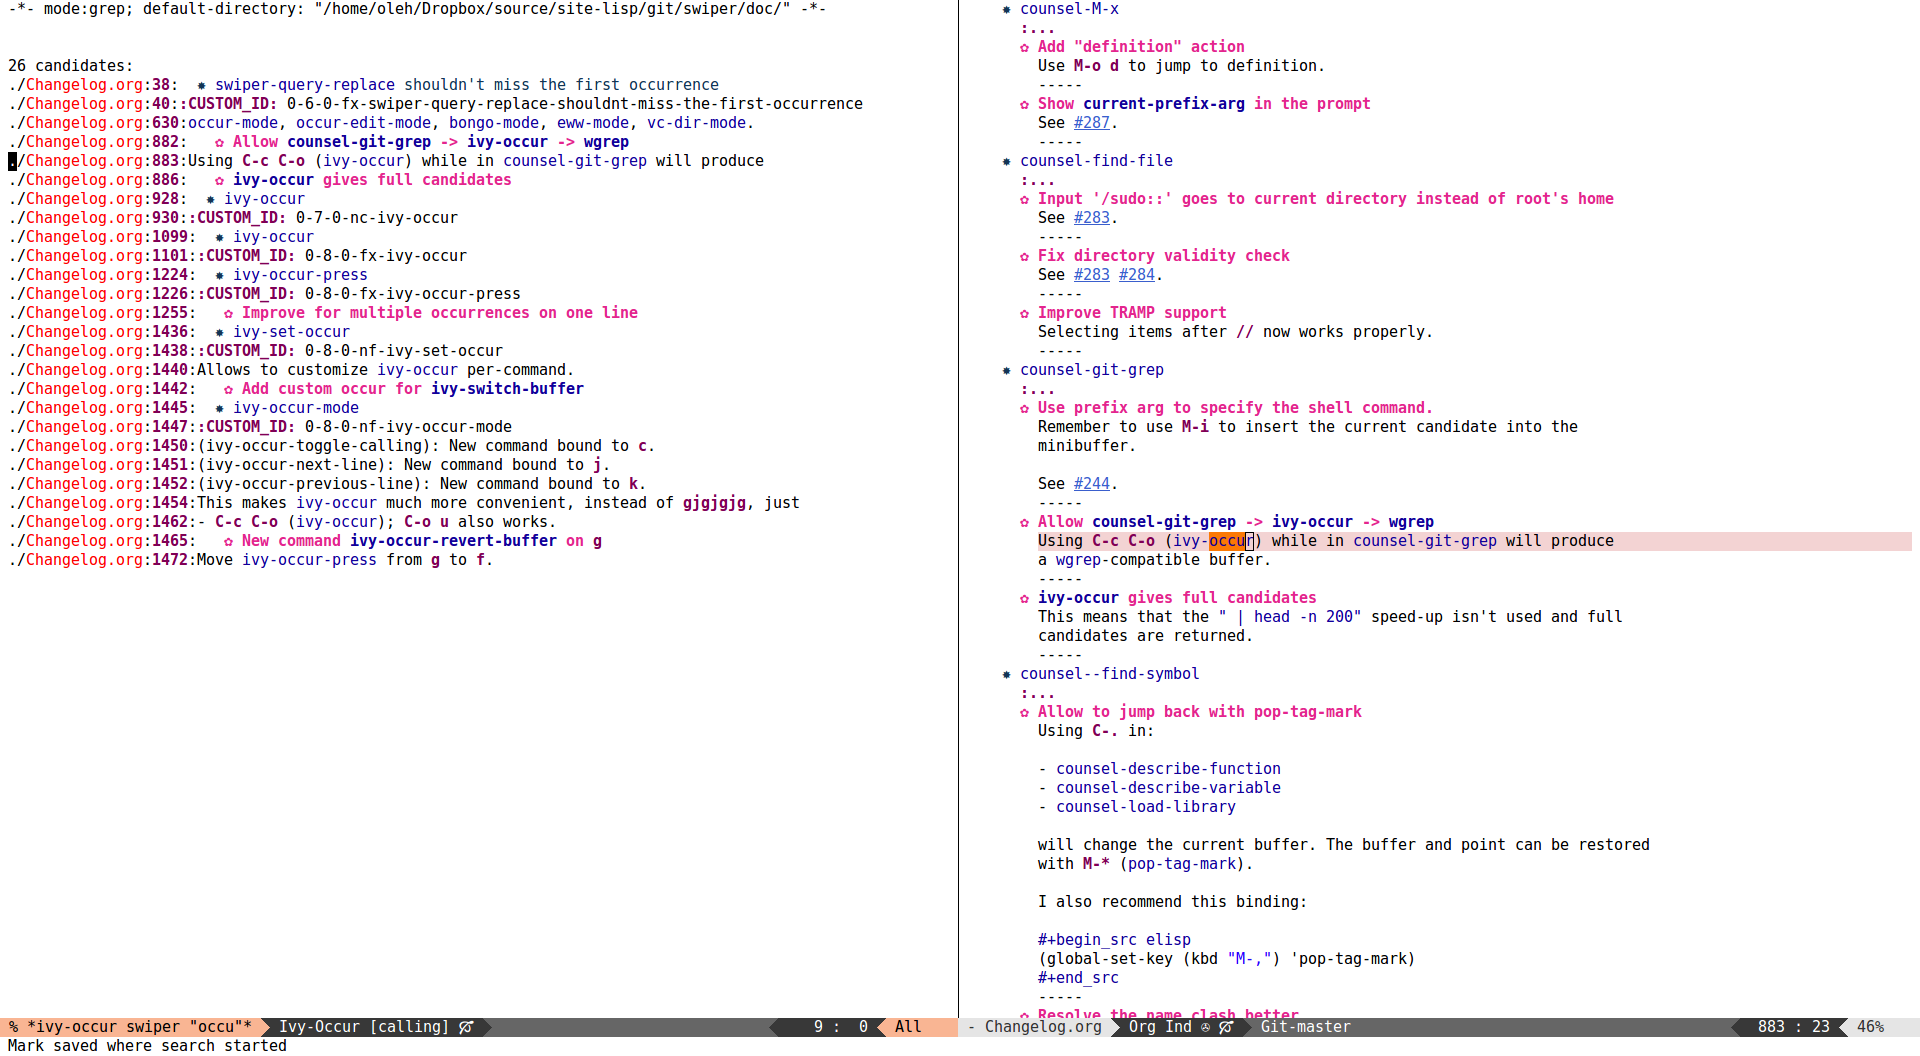 -*- mode:grep; default-directory: "/home/oleh/Dropbox/source/site-lisp/git/swiper/doc/" -*-
26 candidates:
./Changelog.org:38:  ✸ swiper-query-replace shouldn't miss the first occurrence
./Changelog.org:40::CUSTOM_ID: 0-6-0-fx-swiper-query-replace-shouldnt-miss-the-first-occurrence
./Changelog.org:630:occur-mode, occur-edit-mode, bongo-mode, eww-mode, vc-dir-mode.
./Changelog.org:882:   ✿ Allow counsel-git-grep -> ivy-occur -> wgrep
./Changelog.org:883:Using C-c C-o (ivy-occur) while in counsel-git-grep will produce
./Changelog.org:886:   ✿ ivy-occur gives full candidates
./Changelog.org:928:  ✸ ivy-occur
./Changelog.org:930::CUSTOM_ID: 0-7-0-nc-ivy-occur
./Changelog.org:1099:  ✸ ivy-occur
./Changelog.org:1101::CUSTOM_ID: 0-8-0-fx-ivy-occur
./Changelog.org:1224:  ✸ ivy-occur-press
./Changelog.org:1226::CUSTOM_ID: 0-8-0-fx-ivy-occur-press
./Changelog.org:1255:   ✿ Improve for multiple occurrences on one line
./Changelog.org:1436:  ✸ ivy-set-occur
./Changelog.org:1438::CUSTOM_ID: 0-8-0-nf-ivy-set-occur
./Changelog.org:1440:Allows to customize ivy-occur per-command.
./Changelog.org:1442:   ✿ Add custom occur for ivy-switch-buffer
./Changelog.org:1445:  ✸ ivy-occur-mode
./Changelog.org:1447::CUSTOM_ID: 0-8-0-nf-ivy-occur-mode
./Changelog.org:1450:(ivy-occur-toggle-calling): New command bound to c.
./Changelog.org:1451:(ivy-occur-next-line): New command bound to j.
./Changelog.org:1452:(ivy-occur-previous-line): New command bound to k.
./Changelog.org:1454:This makes ivy-occur much more convenient, instead of gjgjgjg, just
./Changelog.org:1462:- C-c C-o (ivy-occur); C-o u also works.
./Changelog.org:1465:   ✿ New command ivy-occur-revert-buffer on g
./Changelog.org:1472:Move ivy-occur-press from g to f.
% *ivy-occur swiper "occu"* Ivy-Occur [calling] 9 : 0 All
Mark saved where search started
✸ counsel-M-x
:...
✿ Add "definition" action
Use M-o d to jump to definition.
-----
✿ Show current-prefix-arg in the prompt
See #287.
-----
✸ counsel-find-file
:...
✿ Input '/sudo::' goes to current directory instead of root's home
See #283.
-----
✿ Fix directory validity check
See #283 #284.
-----
✿ Improve TRAMP support
Selecting items after // now works properly.
-----
✸ counsel-git-grep
:...
✿ Use prefix arg to specify the shell command.
Remember to use M-i to insert the current candidate into the
minibuffer.
See #244.
-----
✿ Allow counsel-git-grep -> ivy-occur -> wgrep
Using C-c C-o (ivy-occur) while in counsel-git-grep will produce
a wgrep-compatible buffer.
-----
✿ ivy-occur gives full candidates
This means that the " | head -n 200" speed-up isn't used and full
candidates are returned.
-----
✸ counsel--find-symbol
:...
✿ Allow to jump back with pop-tag-mark
Using C-. in:
- counsel-describe-function
- counsel-describe-variable
- counsel-load-library
will change the current buffer. The buffer and point can be restored
with M-* (pop-tag-mark).
I also recommend this binding:
#+begin_src elisp
(global-set-key (kbd "M-,") 'pop-tag-mark)
#+end_src
-----
✿ Resolve the name clash better
- Changelog.org Org Ind Git-master 883 : 23 46%